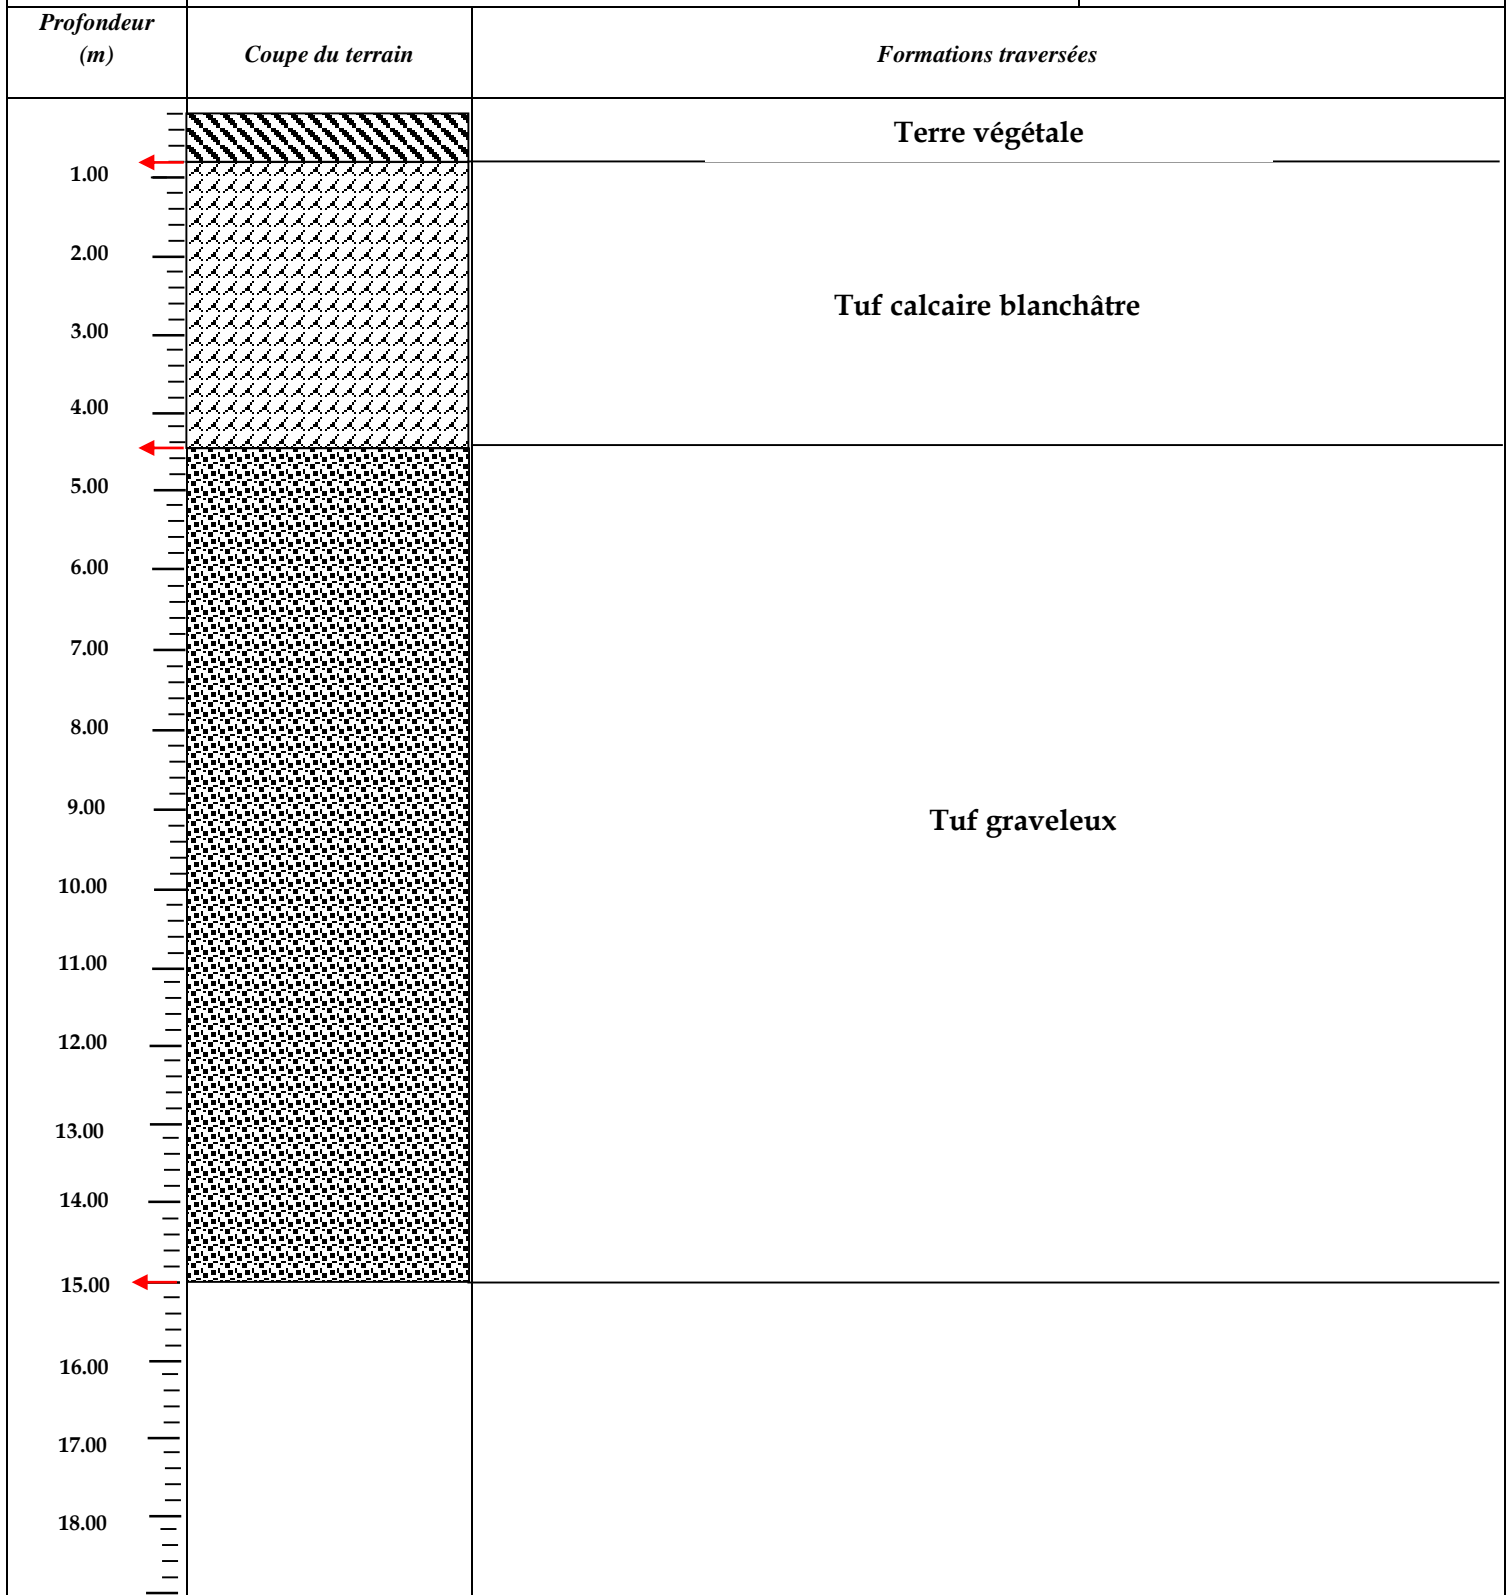 Profondeur
(m)
Coupe du terrain
Formations traversées
Terre végétale
1.00
2.00
Tuf calcaire blanchâtre
3.00
4.00
5.00
6.00
7.00
8.00
9.00
Tuf graveleux
10.00
11.00
12.00
13.00
14.00
15.00
16.00
17.00
18.00